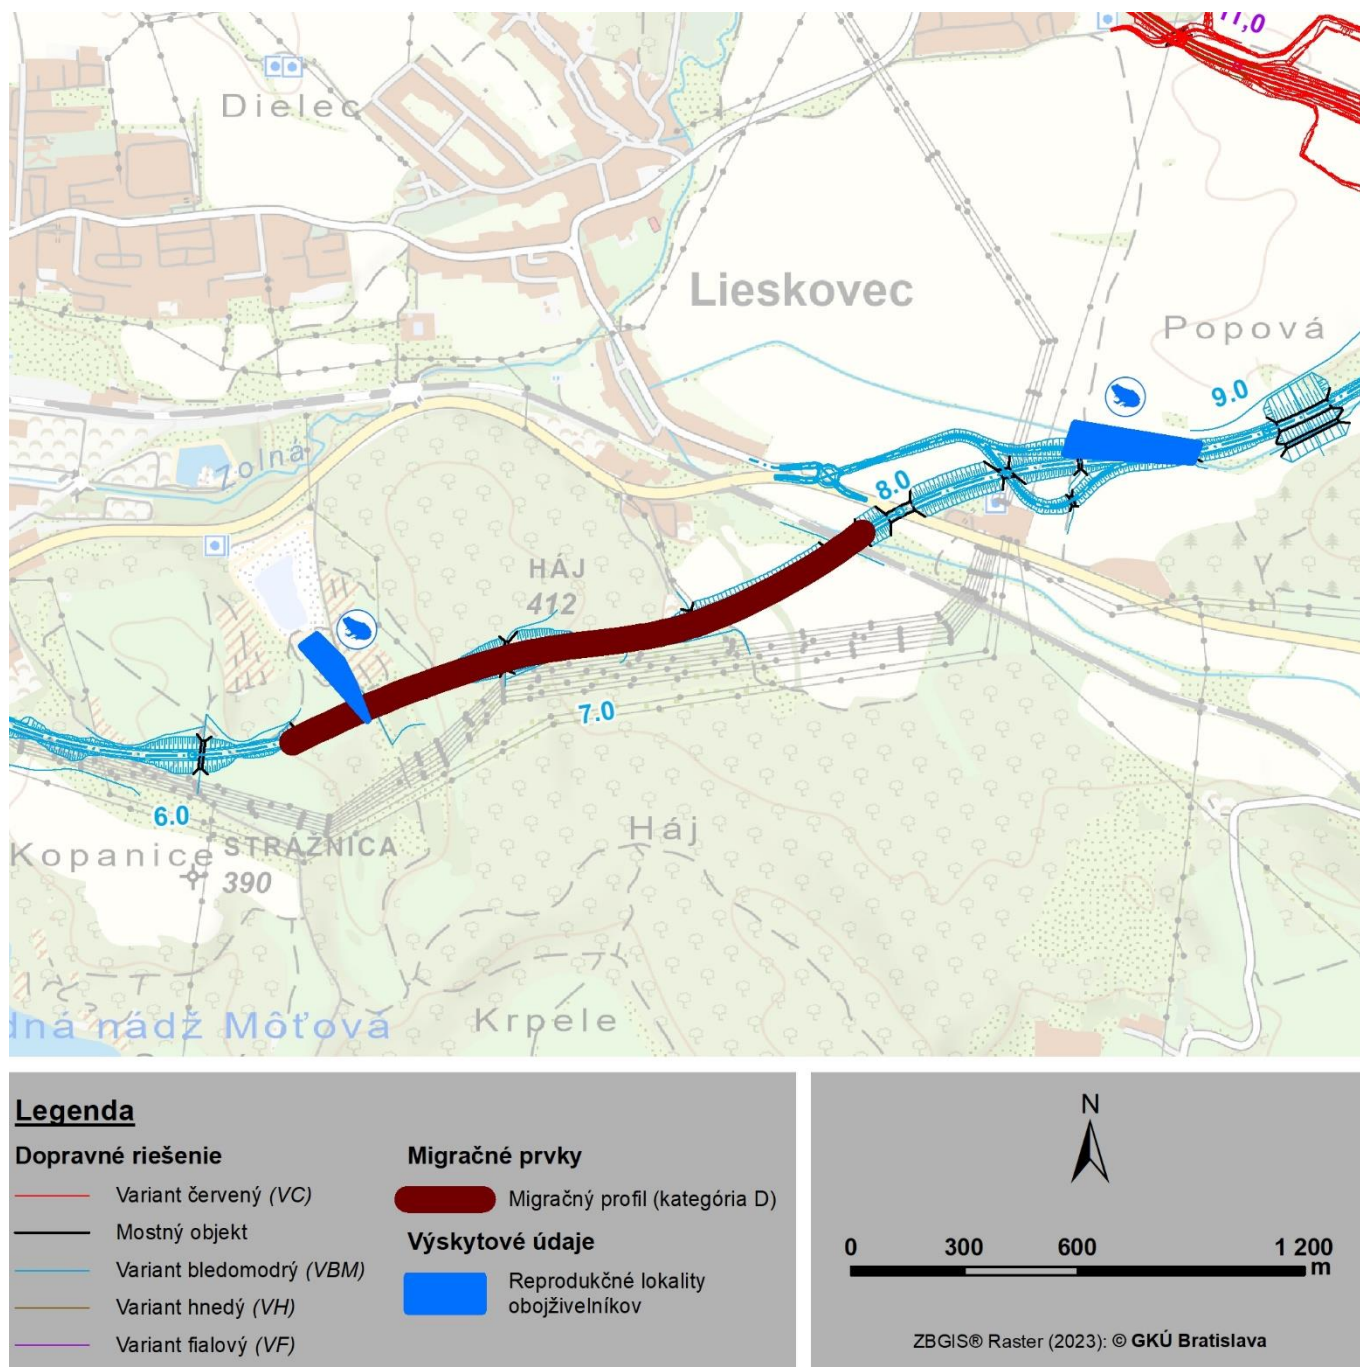 11,0
Dielec
Lieskovec
Popová
9.0
Zolná
8.0
HÁJ
412
7.0
6.0
Kopanice
STRÁŽNICA
390
Háj
dná nádž Môťová
Krpele
Legenda
Dopravné riešenie
Variant červený (VC)
Mostný objekt
Variant bledomodrý (VBM)
Variant hnedý (VH)
Variant fialový (VF)
Migračné prvky
Migračný profil (kategória D)
Výskytové údaje
Reprodukčné lokality
obojživelníkov
N
0 300 600 1 200
m
ZBGIS® Raster (2023): © GKÚ Bratislava